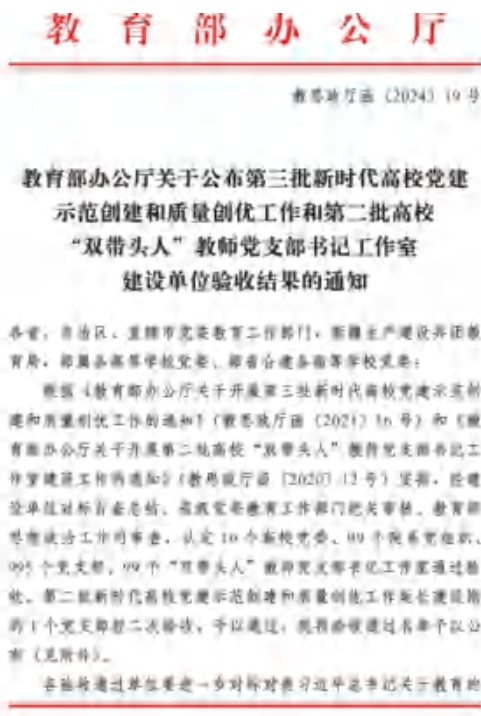 教育部办公厅
教思政厅函〔2024〕19号
教育部办公厅关于公布第三批新时代高校党建
示范创建和质量创优工作和第二批高校
“双带头人”教师党支部书记工作室
建设单位验收结果的通知
各省、自治区、直辖市党委教育工作部门,新疆生产建设兵团教
育局,部属各高等学校党委、部省合建各高等学校党委:
根据《教育部办公厅关于开展第三批新时代高校党建示范创
建和质量创优工作的通知》(教思政厅函〔2021〕16号)和《教
育部办公厅关于开展第二批高校“双带头人”教师党支部书记工
作室建设工作的通知》(教思政厅函〔2020〕12号)安排,经建
设单位对标自查总结、省级党委教育工作部门把关审核、教育部
思想政治工作司审查,认定10个高校党委、99个院系党组织、
995个党支部、99个“双带头人”教师党支部书记工作室通过验
收。第二批新时代高校党建示范创建和质量创优工作延长建设期
的1个党支部经二次验收,予以通过。现将验收通过名单予以公
布(见附件)。
各验收通过单位要进一步对标对表习近平总书记关于教育的